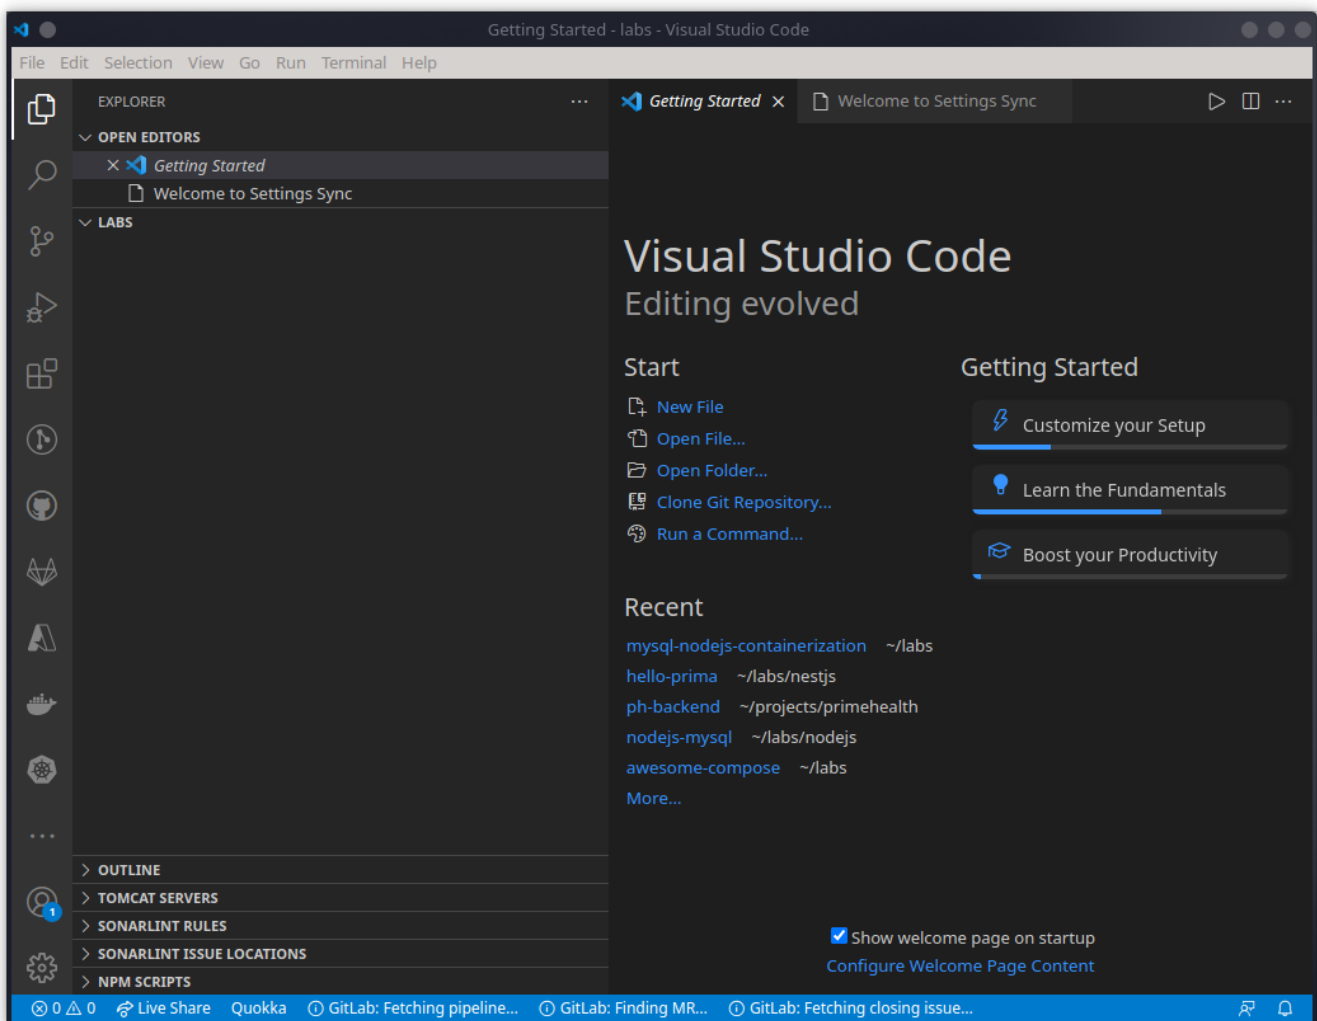 Getting Started - labs - Visual Studio Code
File Edit Selection View Go Run Terminal Help
EXPLORER
OPEN EDITORS
Getting Started
Welcome to Settings Sync
LABS
OUTLINE
TOMCAT SERVERS
SONARLINT RULES
SONARLINT ISSUE LOCATIONS
NPM SCRIPTS
1
Getting Started
Welcome to Settings Sync
Visual Studio Code
Editing evolved
Start
New File
Open File...
Open Folder...
Clone Git Repository...
Run a Command...
Recent
mysql-nodejs-containerization ~/labs
hello-prima ~/labs/nestjs
ph-backend ~/projects/primehealth
nodejs-mysql ~/labs/nodejs
awesome-compose ~/labs
More...
Getting Started
Customize your Setup
Learn the Fundamentals
Boost your Productivity
Show welcome page on startup
Configure Welcome Page Content
0 0 Live Share Quokka GitLab: Fetching pipeline... GitLab: Finding MR... GitLab: Fetching closing issue...